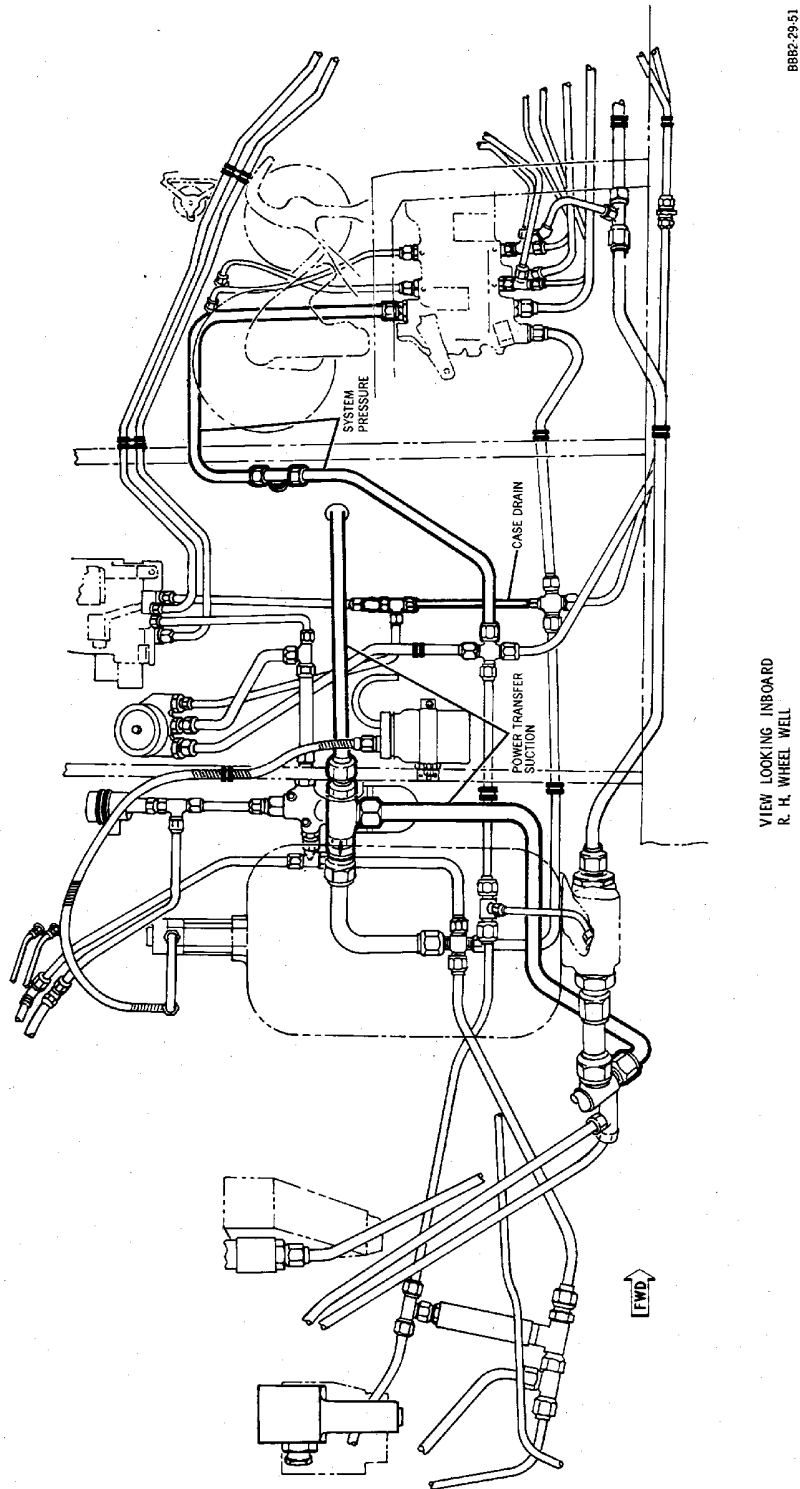 SYSTEM
PRESSURE
CASE DRAIN
POWER TRANSFER
SUCTION
FWD
VIEW LOOKING INBOARD
R. H. WHEEL WELL
BBB2-29-51